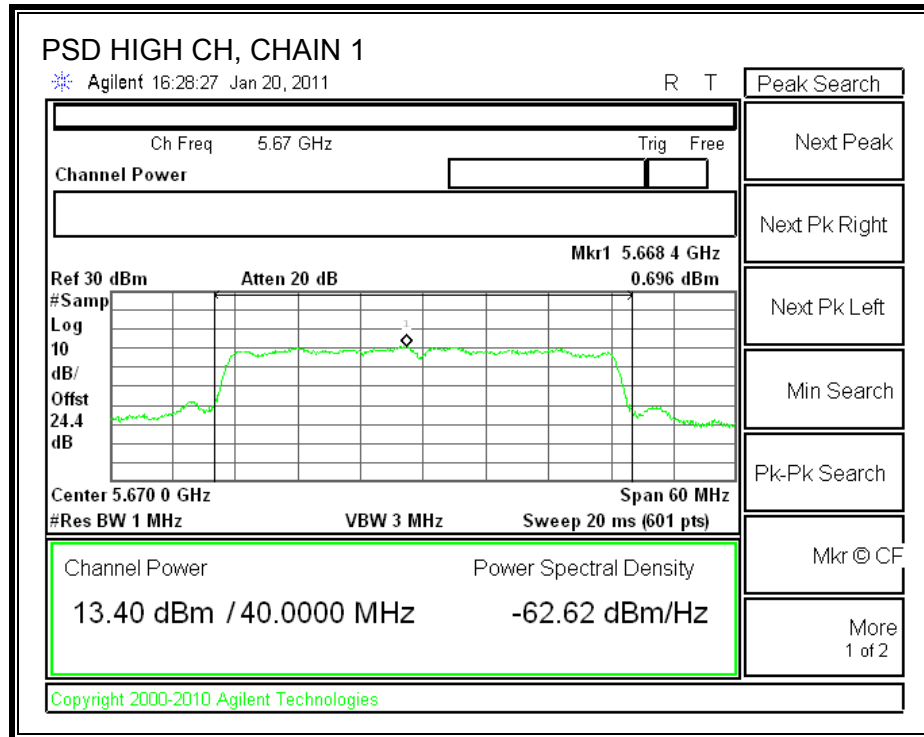 PSD HIGH CH, CHAIN 1
Agilent 16:28:27 Jan 20, 2011 R T
Peak Search
Ch Freq 5.67 GHz Trig Free
Next Peak
Channel Power
Next Pk Right
Mkr1 5.668 4 GHz
Ref 30 dBm Atten 20 dB 0.696 dBm
#Samp
Log
10
dB/
Offst
24.4
dB
1
Next Pk Left
Min Search
Pk-Pk Search
Center 5.670 0 GHz Span 60 MHz
#Res BW 1 MHz VBW 3 MHz Sweep 20 ms (601 pts)
Mkr © CF
Channel Power Power Spectral Density
13.40 dBm / 40.0000 MHz -62.62 dBm/Hz
More
1 of 2
Copyright 2000-2010 Agilent Technologies